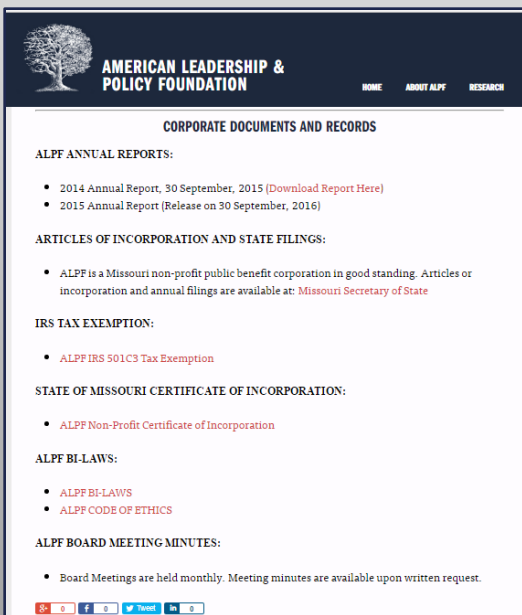 AMERICAN LEADERSHIP &
POLICY FOUNDATION
HOME ABOUT ALPF RESEARCH
CORPORATE DOCUMENTS AND RECORDS
ALPF ANNUAL REPORTS:
• 2014 Annual Report, 30 September, 2015 (Download Report Here)
• 2015 Annual Report (Release on 30 September, 2016)
ARTICLES OF INCORPORATION AND STATE FILINGS:
• ALPF is a Missouri non-profit public benefit corporation in good standing. Articles or
incorporation and annual filings are available at: Missouri Secretary of State
IRS TAX EXEMPTION:
• ALPF IRS 501C3 Tax Exemption
STATE OF MISSOURI CERTIFICATE OF INCORPORATION:
• ALPF Non-Profit Certificate of Incorporation
ALPF BI-LAWS:
• ALPF BI-LAWS
• ALPF CODE OF ETHICS
ALPF BOARD MEETING MINUTES:
• Board Meetings are held monthly. Meeting minutes are available upon written request.
g+ 0 f 0 Tweet in 0